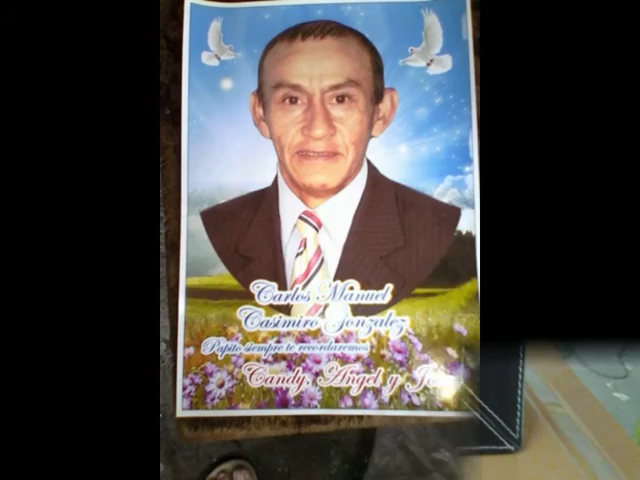 Carlos Manuel
Casimiro Gonzalez
Papito siempre te recordaremos
Candy, Angel y